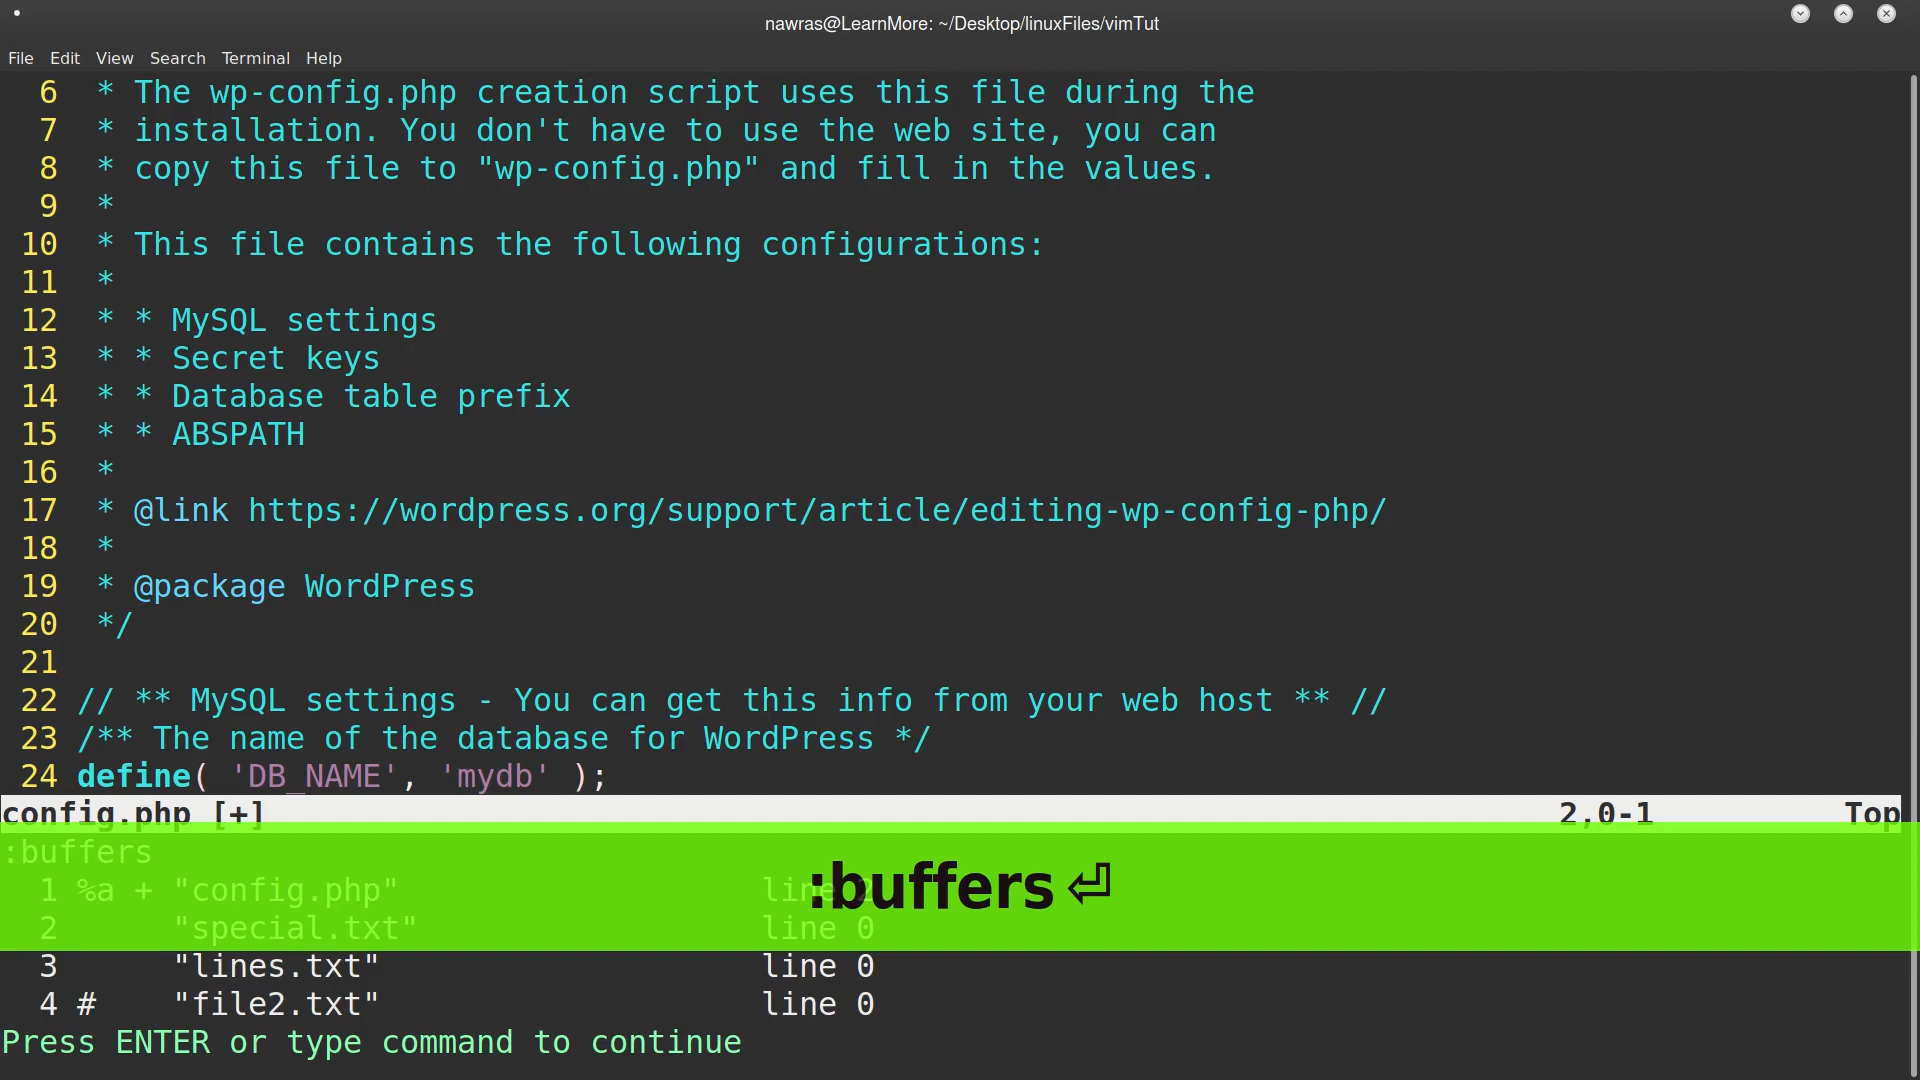 nawras@LearnMore: ~/Desktop/linuxFiles/vimTut
File Edit View Search Terminal Help
6  * The wp-config.php creation script uses this file during the
7  * installation. You don't have to use the web site, you can
8  * copy this file to "wp-config.php" and fill in the values.
9  *
10  * This file contains the following configurations:
11  *
12  * * MySQL settings
13  * * Secret keys
14  * * Database table prefix
15  * * ABSPATH
16  *
17  * @link https://wordpress.org/support/article/editing-wp-config-php/
18  *
19  * @package WordPress
20  */
21
22 // ** MySQL settings - You can get this info from your web host ** //
23 /** The name of the database for WordPress */
24 define( 'DB_NAME', 'mydb' );
config.php [+] 2,0-1 Top
:buffers
:buffers ⏎
1 %a + "config.php" line 2
2 "special.txt" line 0
3 "lines.txt" line 0
4 # "file2.txt" line 0
Press ENTER or type command to continue